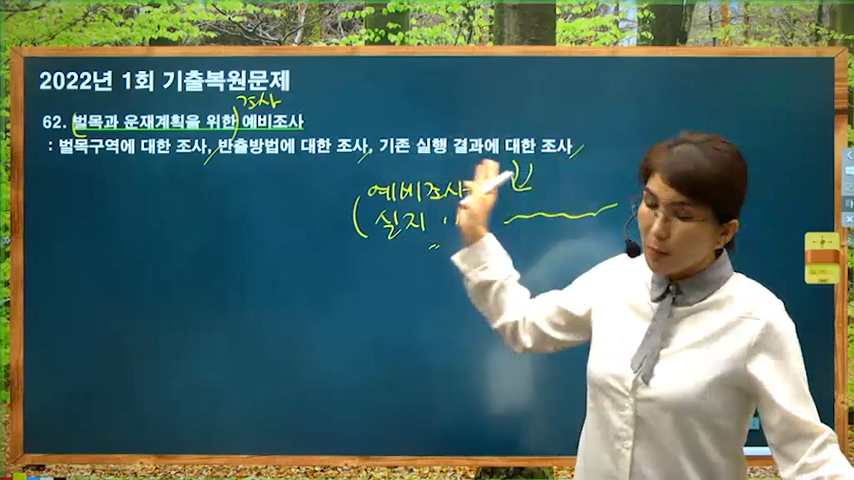 2022년 1회 기출복원문제
조사
62. 벌목과 운재계획을 위한 예비조사
: 벌목구역에 대한 조사, 반출방법에 대한 조사, 기존 실행 결과에 대한 조사
예비조사
실지 〃